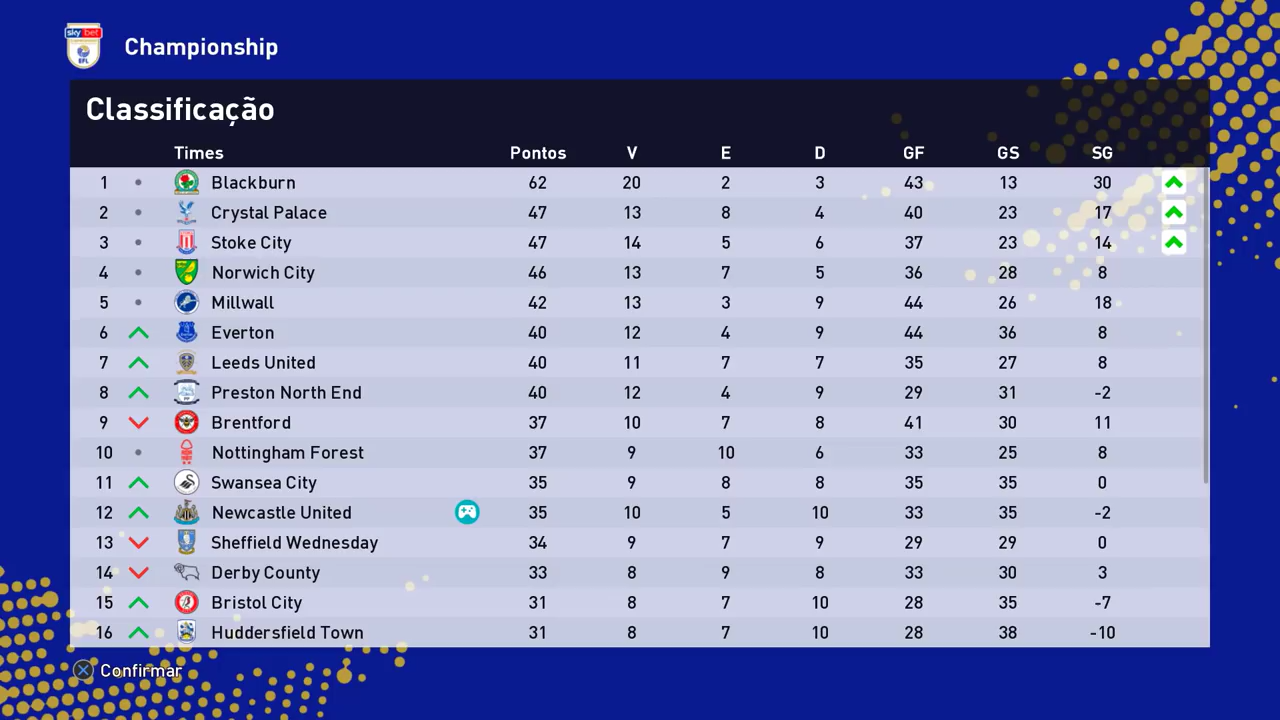 sky bet
EFL
Championship
Classificação
Times Pontos V E D GF GS SG
1 Blackburn 62 20 2 3 43 13 30
2 Crystal Palace 47 13 8 4 40 23 17
3 Stoke City 47 14 5 6 37 23 14
4 Norwich City 46 13 7 5 36 28 8
5 Millwall 42 13 3 9 44 26 18
6 Everton 40 12 4 9 44 36 8
7 Leeds United 40 11 7 7 35 27 8
8 Preston North End 40 12 4 9 29 31 -2
9 Brentford 37 10 7 8 41 30 11
10 Nottingham Forest 37 9 10 6 33 25 8
11 Swansea City 35 9 8 8 35 35 0
12 Newcastle United 35 10 5 10 33 35 -2
13 Sheffield Wednesday 34 9 7 9 29 29 0
14 Derby County 33 8 9 8 33 30 3
15 Bristol City 31 8 7 10 28 35 -7
16 Huddersfield Town 31 8 7 10 28 38 -10
Confirmar